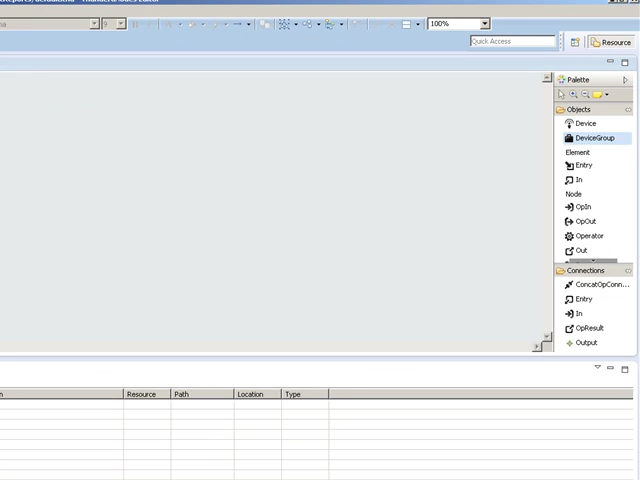 9
100%
Quick Access
Resource
Palette
Objects
Device
DeviceGroup
Element
Entry
In
Node
OpIn
OpOut
Operator
Out
Connections
ConcatOpConn...
Entry
In
OpResult
Output
Resource Path Location Type